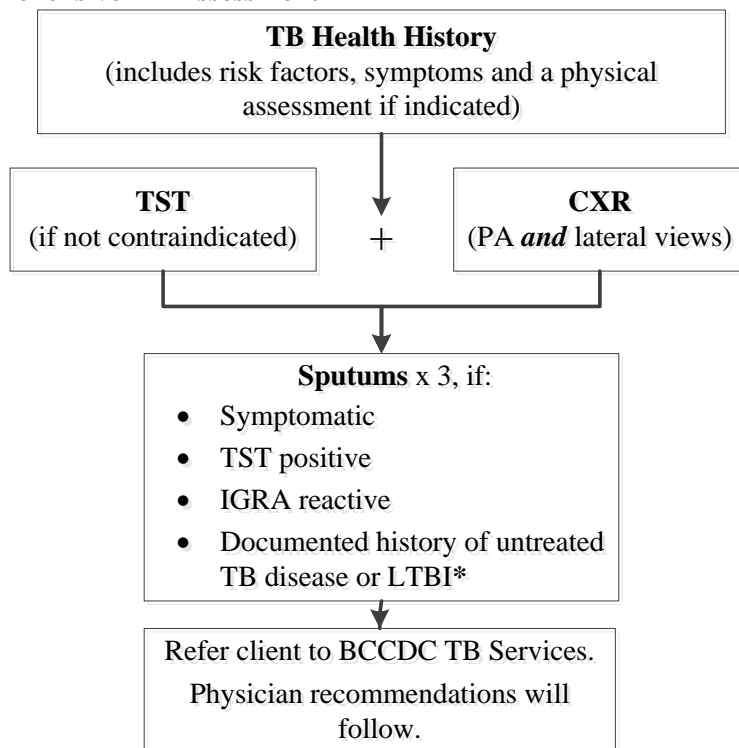 TB Health History
(includes risk factors, symptoms and a physical
assessment if indicated)
TST
(if not contraindicated)
+
CXR
(PA and lateral views)
Sputums x 3, if:
• Symptomatic
• TST positive
• IGRA reactive
• Documented history of untreated
TB disease or LTBI*
Refer client to BCCDC TB Services.
Physician recommendations will
follow.